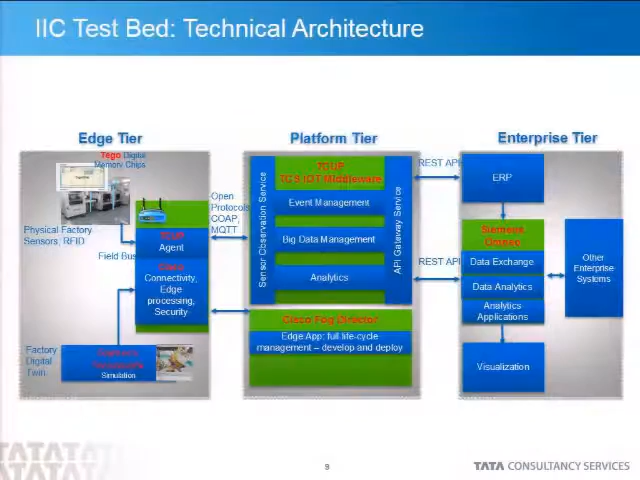 IIC Test Bed: Technical Architecture
Edge Tier
Tego Digital
Memory Chips
Physical Factory
Sensors, RFID
Field Bus
TCUP
Agent
Cisco
Connectivity,
Edge
processing,
Security
Factory
Digital
Twin
Simulation
Open
Protocols
COAP,
MQTT
Platform Tier
Sensor Observation Service
TCUP
TCS IOT Middleware
Event Management
Big Data Management
Analytics
API Gateway Service
Cisco Fog Director
Edge App: full life-cycle
management – develop and deploy
REST API
REST API
Enterprise Tier
ERP
Siemens
Omneo
Data Exchange
Data Analytics
Analytics
Applications
Visualization
Other
Enterprise
Systems
9
TATA CONSULTANCY SERVICES
TATATATATA
TATATATA